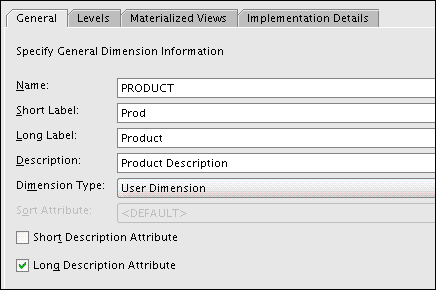 General Levels Materialized Views Implementation Details
Specify General Dimension Information
Name: PRODUCT
Short Label: Prod
Long Label: Product
Description: Product Description
Dimension Type: User Dimension
Sort Attribute: <DEFAULT>
Short Description Attribute
Long Description Attribute